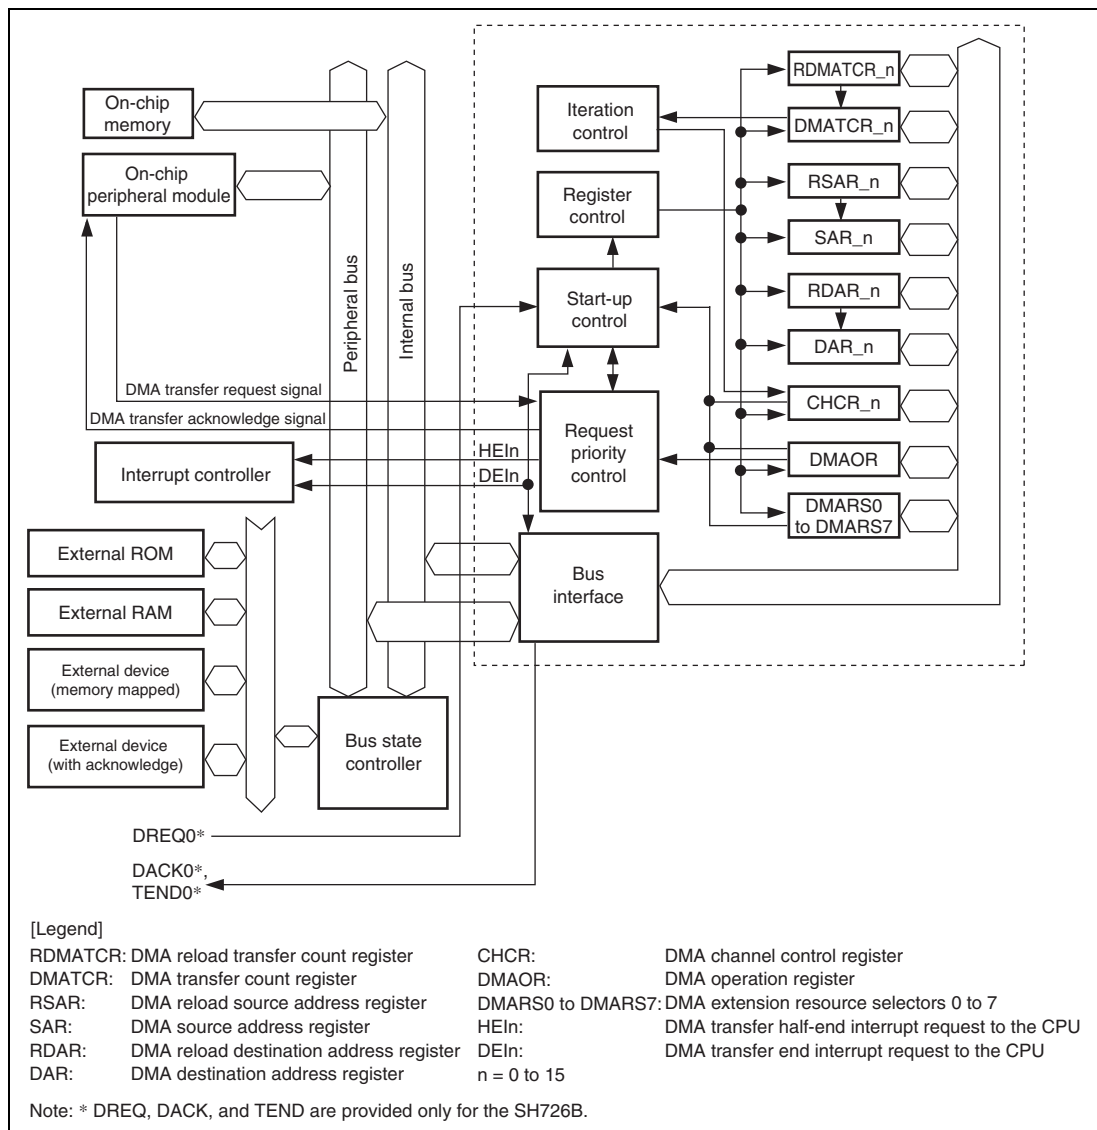 On-chip
memory
On-chip
peripheral module
Peripheral bus
Internal bus
Iteration
control
Register
control
Start-up
control
Request
priority
control
Bus
interface
RDMATCR_n
DMATCR_n
RSAR_n
SAR_n
RDAR_n
DAR_n
CHCR_n
DMAOR
DMARS0
to DMARS7
DMA transfer request signal
DMA transfer acknowledge signal
HEIn
DEIn
Interrupt controller
External ROM
External RAM
External device
(memory mapped)
External device
(with acknowledge)
Bus state
controller
DREQ0*
DACK0*,
TEND0*
[Legend]
RDMATCR: DMA reload transfer count register
DMATCR: DMA transfer count register
RSAR: DMA reload source address register
SAR: DMA source address register
RDAR: DMA reload destination address register
DAR: DMA destination address register
CHCR: DMA channel control register
DMAOR: DMA operation register
DMARS0 to DMARS7: DMA extension resource selectors 0 to 7
HEIn: DMA transfer half-end interrupt request to the CPU
DEIn: DMA transfer end interrupt request to the CPU
n = 0 to 15
Note: * DREQ, DACK, and TEND are provided only for the SH726B.